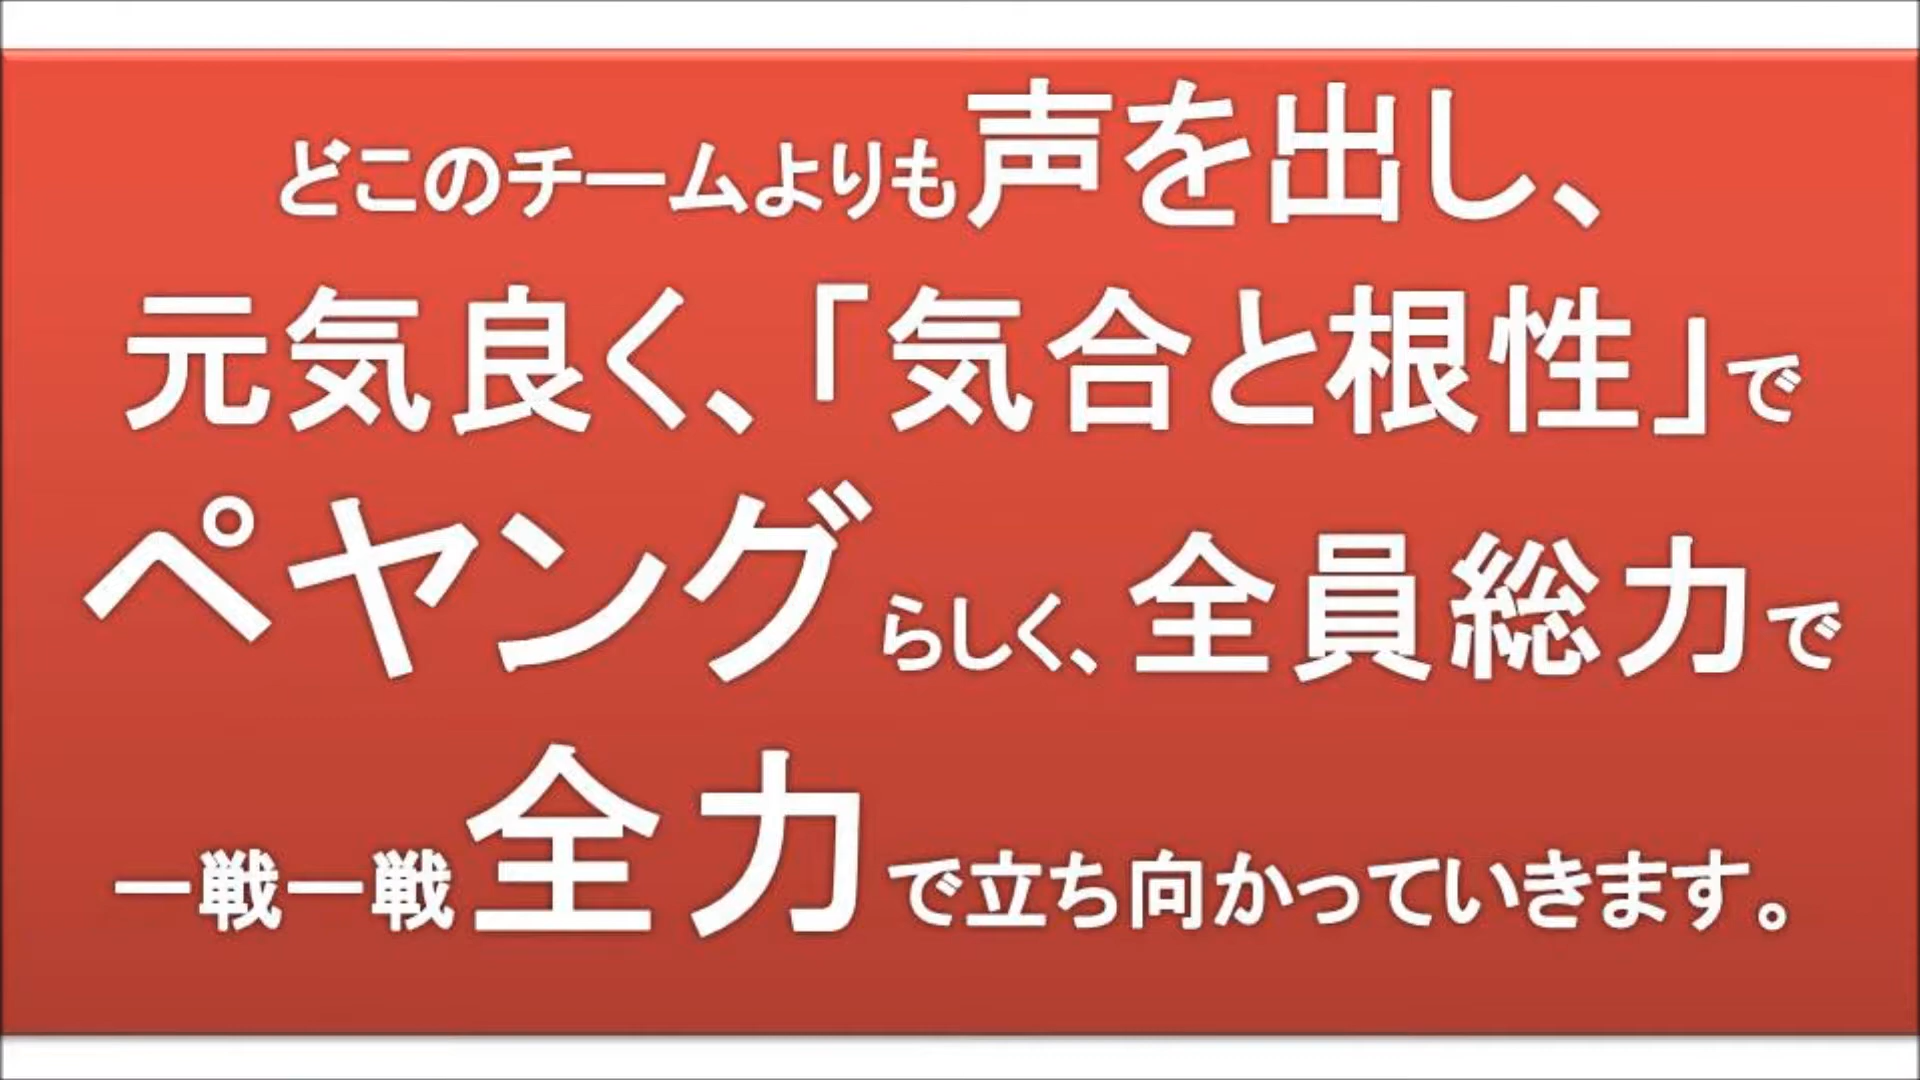 どこのチームよりも声を出し、
元気良く、「気合と根性」で
ペヤングらしく、全員総力で
一戦一戦全力で立ち向かっていきます。